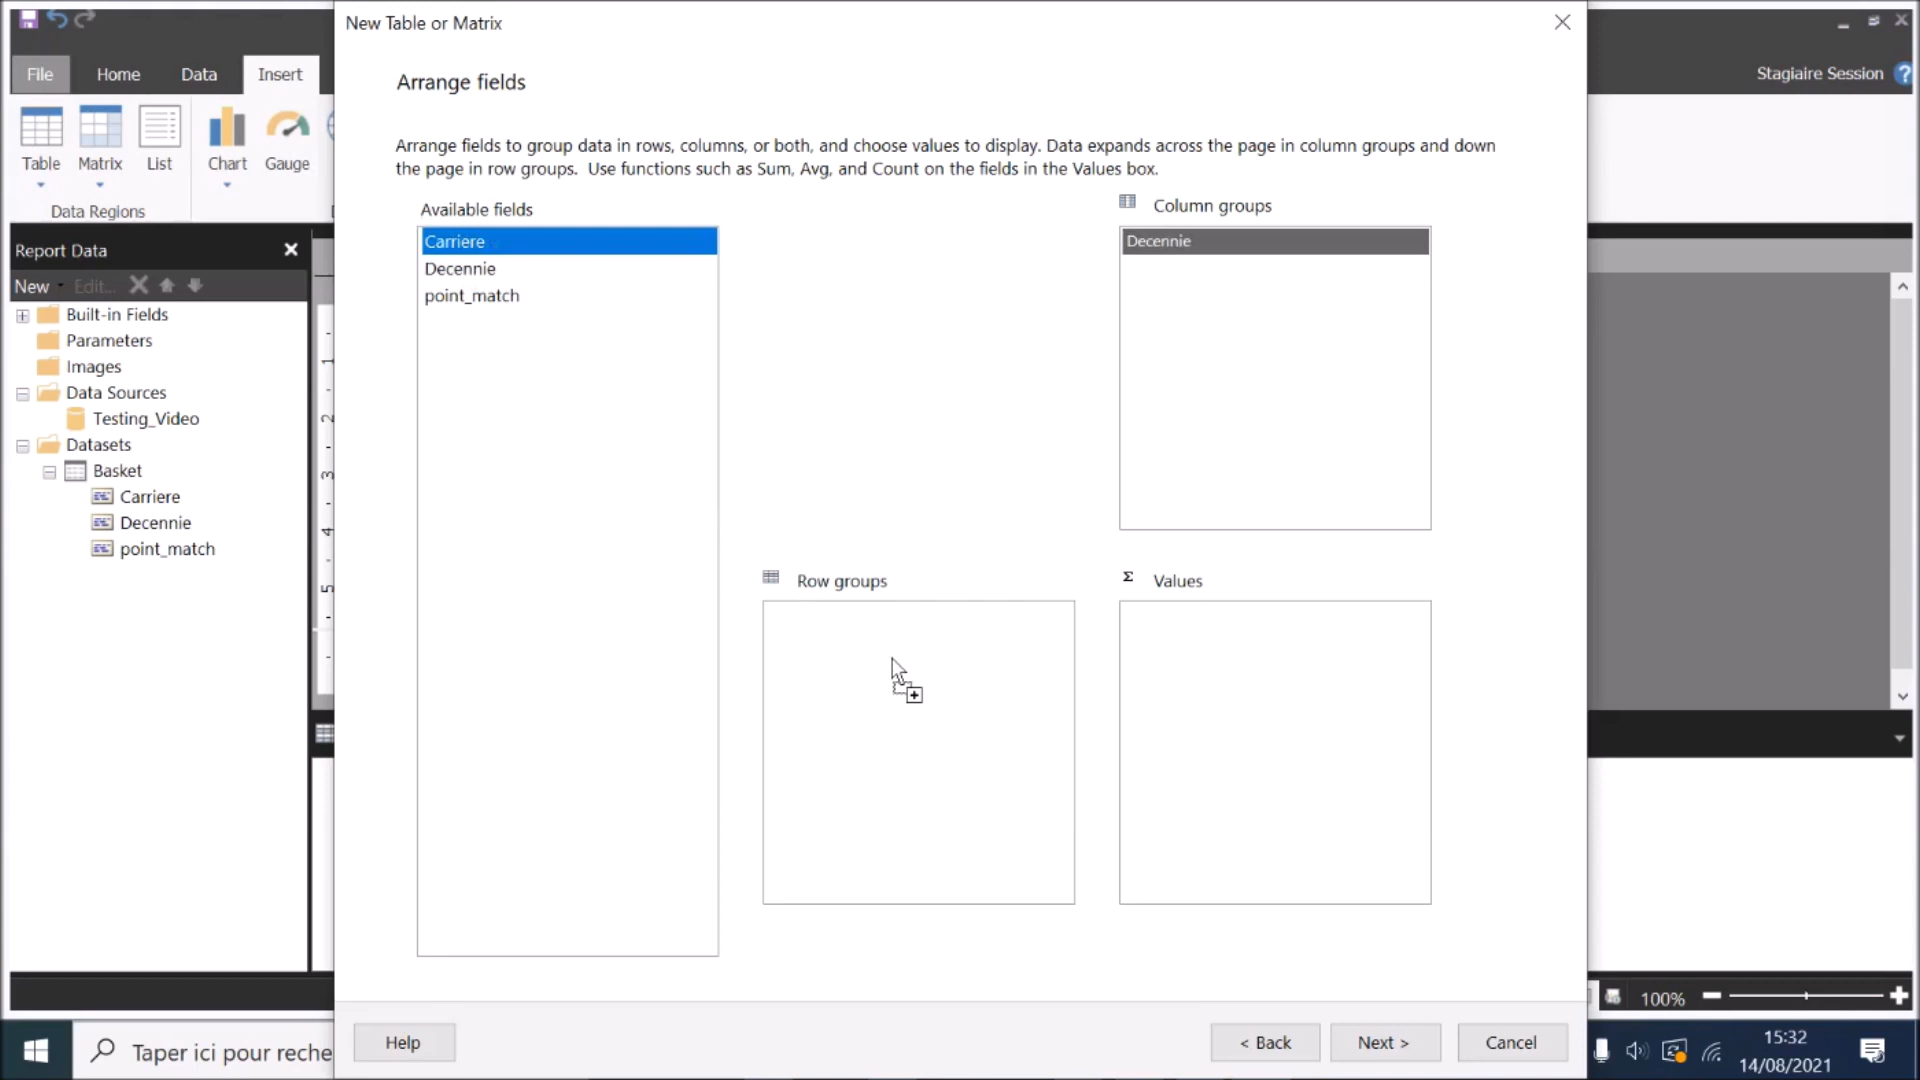 New Table or Matrix
File
Home
Data
Insert
Stagiaire Session
?
Table
Matrix
List
Chart
Gauge
Data Regions
Report Data
New
Edit...
Built-in Fields
Parameters
Images
Data Sources
Testing_Video
Datasets
Basket
Carriere
Decennie
point_match
1
2
3
4
5
Arrange fields
Arrange fields to group data in rows, columns, or both, and choose values to display. Data expands across the page in column groups and down
the page in row groups. Use functions such as Sum, Avg, and Count on the fields in the Values box.
Available fields
Carriere
Decennie
point_match
Column groups
Decennie
Row groups
Σ Values
Help
< Back
Next >
Cancel
100%
Taper ici pour reche
15:32
14/08/2021